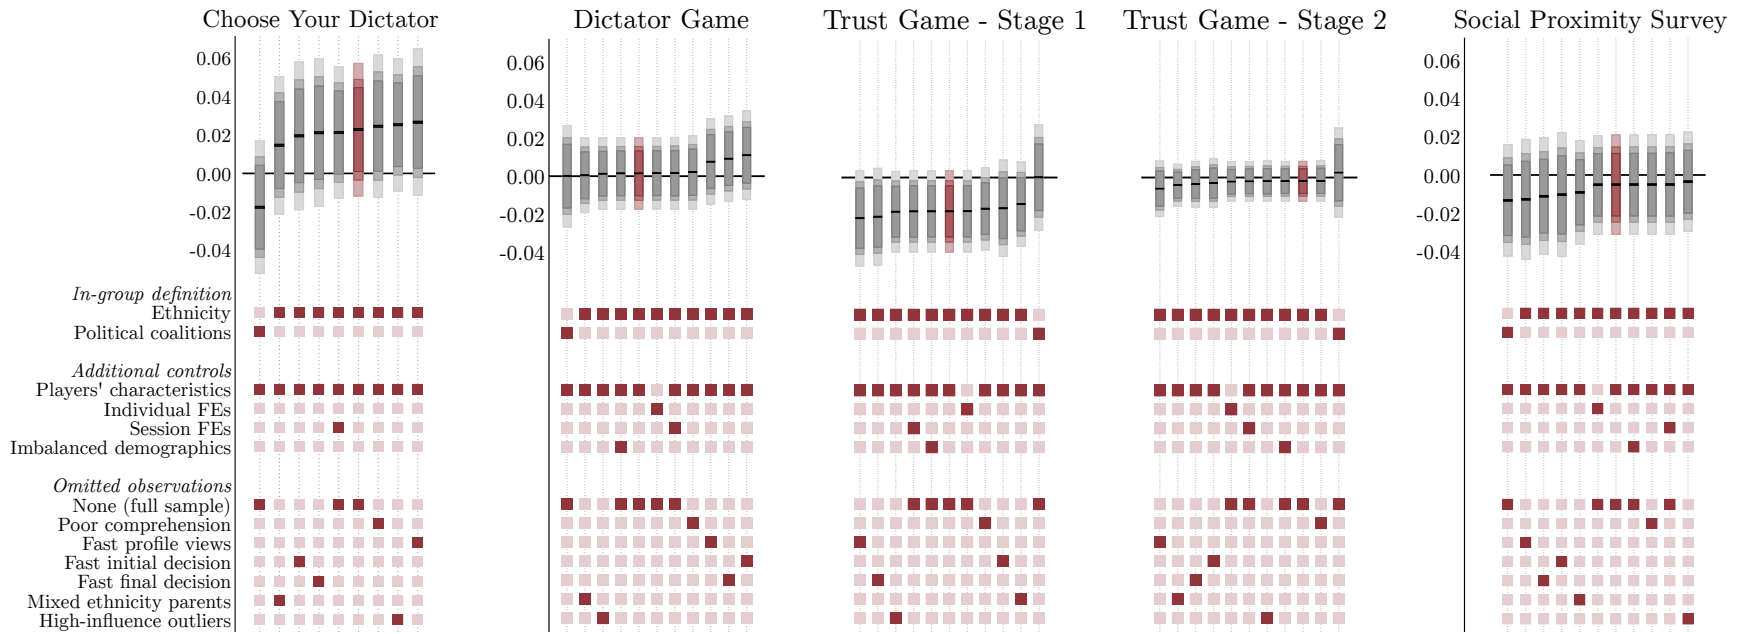 Choose Your Dictator
Dictator Game
Trust Game - Stage 1
Trust Game - Stage 2
Social Proximity Survey
0.06
0.04
0.02
0.00
-0.02
-0.04
0.06
0.04
0.02
0.00
-0.02
-0.04
0.06
0.04
0.02
0.00
-0.02
-0.04
In-group definition
Ethnicity
Political coalitions
Additional controls
Players' characteristics
Individual FEs
Session FEs
Imbalanced demographics
Omitted observations
None (full sample)
Poor comprehension
Fast profile views
Fast initial decision
Fast final decision
Mixed ethnicity parents
High-influence outliers